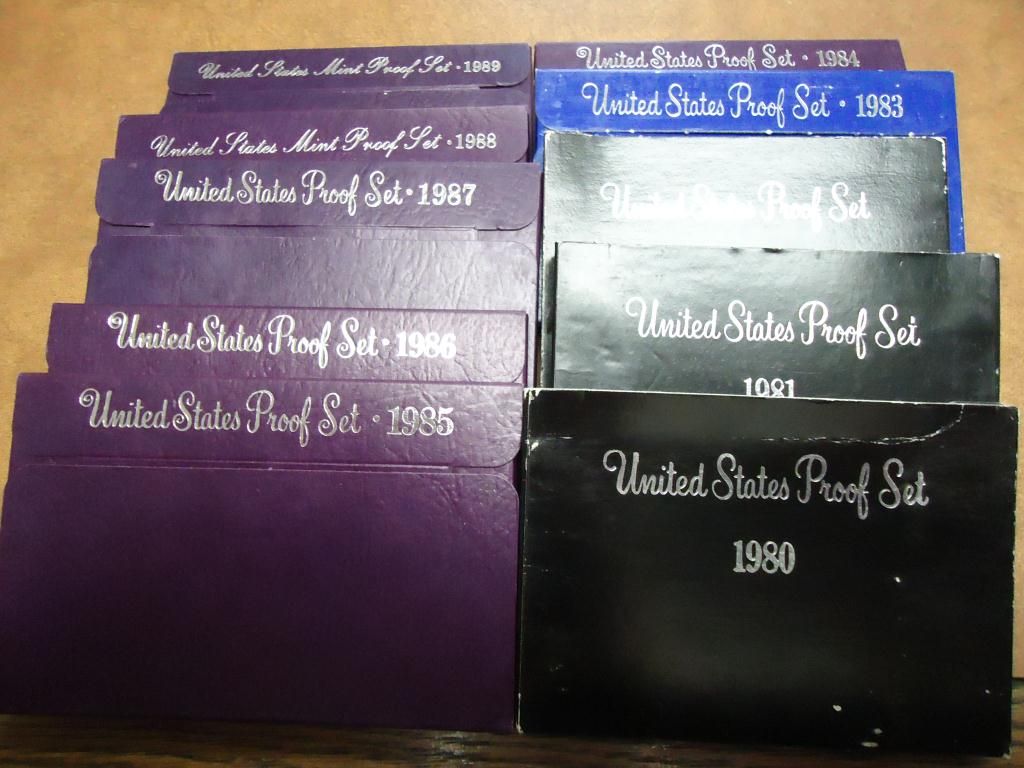 United States Mint Proof Set · 1989
United States Mint Proof Set · 1988
United States Proof Set · 1987
United States Proof Set · 1986
United States Proof Set · 1985
United States Proof Set · 1984
United States Proof Set · 1983
United States Proof Set
United States Proof Set
1981
United States Proof Set
1980